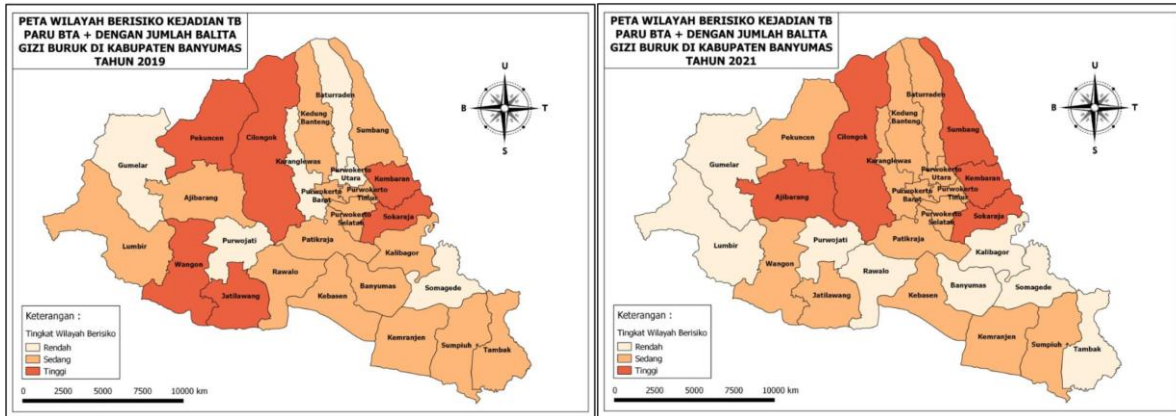 PETA WILAYAH BERISIKO KEJADIAN TB
PARU BTA + DENGAN JUMLAH BALITA
GIZI BURUK DI KABUPATEN BANYUMAS
TAHUN 2019
U
B T
S
Baturraden
Kedung
Banteng
Sumbang
Pekuncen
Cilongok
Gumelar
Karanglewas
Purwokerto
Utara
Kembaran
Ajibarang
Purwokerto
Barat
Purwokerto
Timur
Sokaraja
Purwokerto
Selatan
Lumbir
Purwojati
Patikraja
Kalibagor
Wangon
Rawalo
Banyumas
Somagede
Jatilawang
Kebasen
Kemranjen
Sumpiuh
Tambak
Keterangan :
Tingkat Wilayah Berisiko
Rendah
Sedang
Tinggi
0 2500 5000 7500 10000 km
PETA WILAYAH BERISIKO KEJADIAN TB
PARU BTA + DENGAN JUMLAH BALITA
GIZI BURUK DI KABUPATEN BANYUMAS
TAHUN 2021
U
B T
S
Baturraden
Kedung
Banteng
Sumbang
Pekuncen
Cilongok
Gumelar
Karanglewas
Purwokerto
Utara
Kembaran
Ajibarang
Purwokerto
Barat
Purwokerto
Timur
Sokaraja
Purwokerto
Selatan
Lumbir
Purwojati
Patikraja
Kalibagor
Wangon
Rawalo
Banyumas
Somagede
Jatilawang
Kebasen
Kemranjen
Sumpiuh
Tambak
Keterangan :
Tingkat Wilayah Berisiko
Rendah
Sedang
Tinggi
0 2500 5000 7500 10000 km